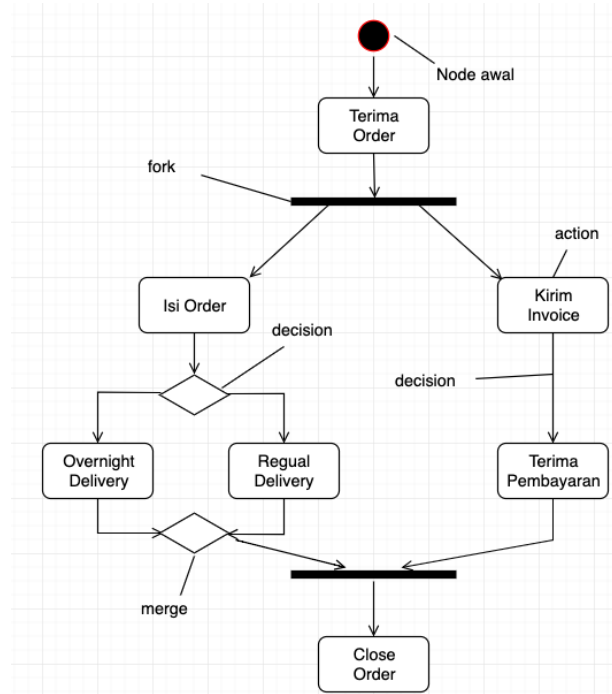 Node awal
Terima
Order
fork
action
Isi Order
Kirim
Invoice
decision
decision
Overnight
Delivery
Regual
Delivery
Terima
Pembayaran
merge
Close
Order